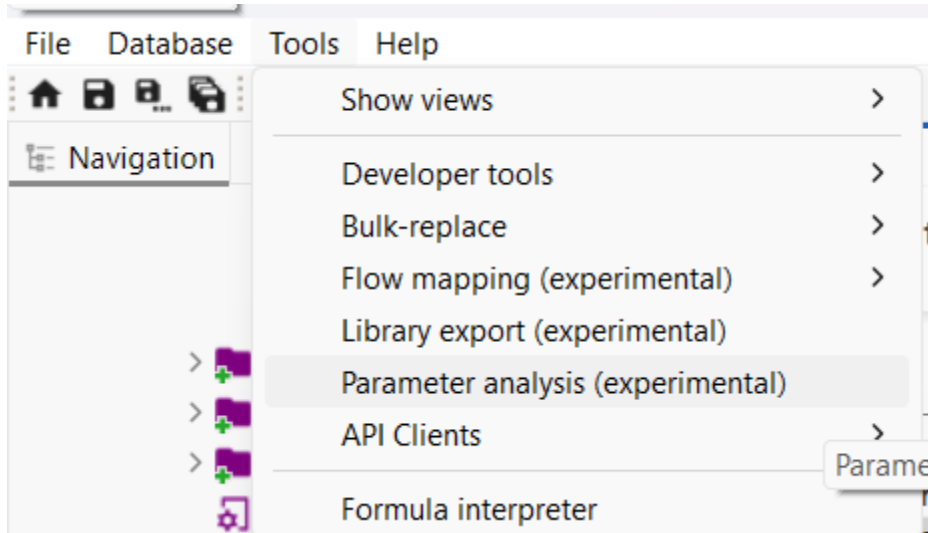 File Database Tools Help
Show views
Navigation
Developer tools
Bulk-replace
Flow mapping (experimental)
Library export (experimental)
Parameter analysis (experimental)
API Clients
Formula interpreter